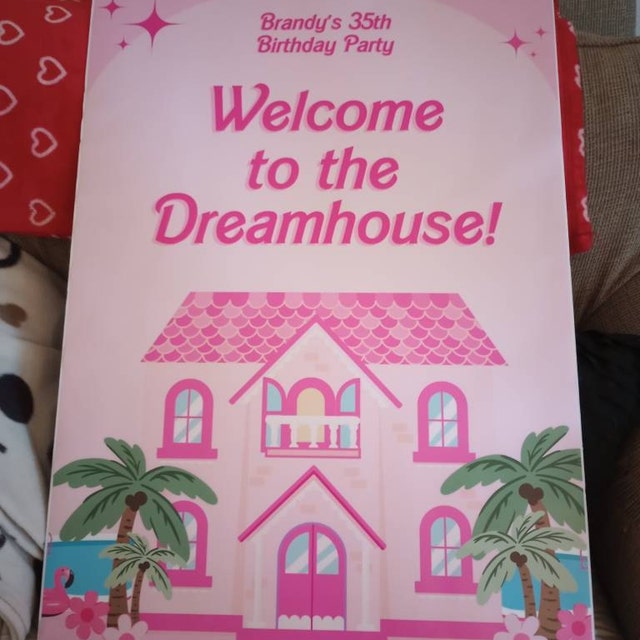 Brandy's 35th
Birthday Party
Welcome
to the
Dreamhouse!